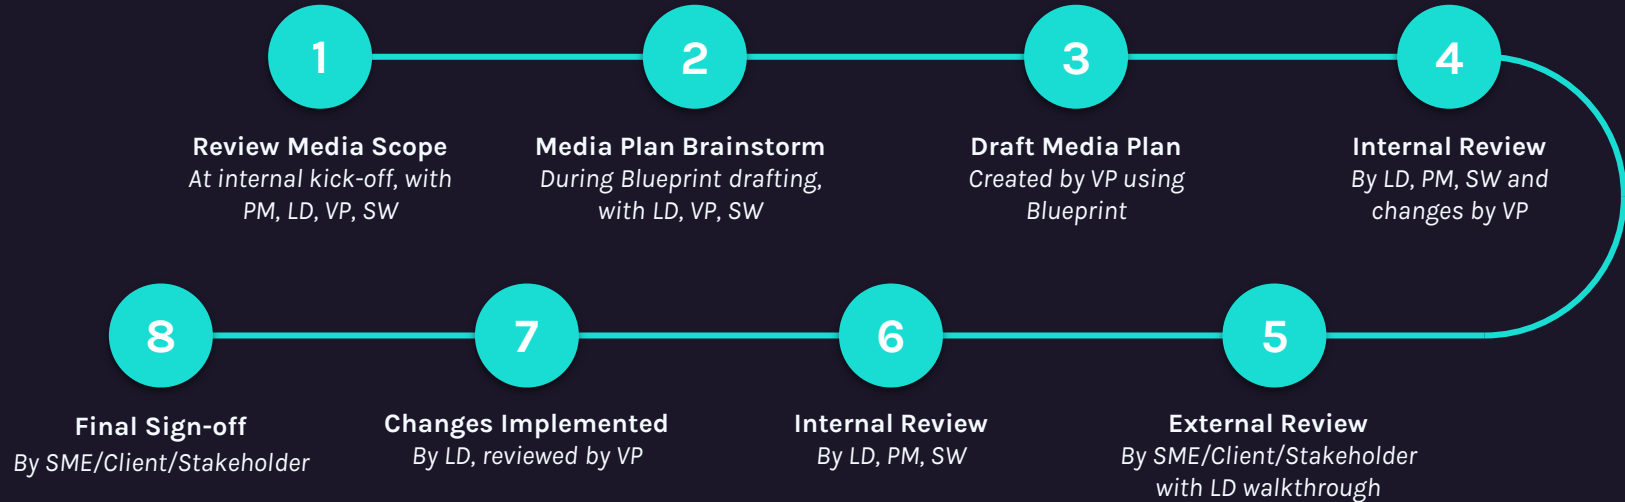 1
Review Media Scope
At internal kick-off, with
PM, LD, VP, SW
2
Media Plan Brainstorm
During Blueprint drafting,
with LD, VP, SW
3
Draft Media Plan
Created by VP using
Blueprint
4
Internal Review
By LD, PM, SW and
changes by VP
5
External Review
By SME/Client/Stakeholder
with LD walkthrough
6
Internal Review
By LD, PM, SW
7
Changes Implemented
By LD, reviewed by VP
8
Final Sign-off
By SME/Client/Stakeholder